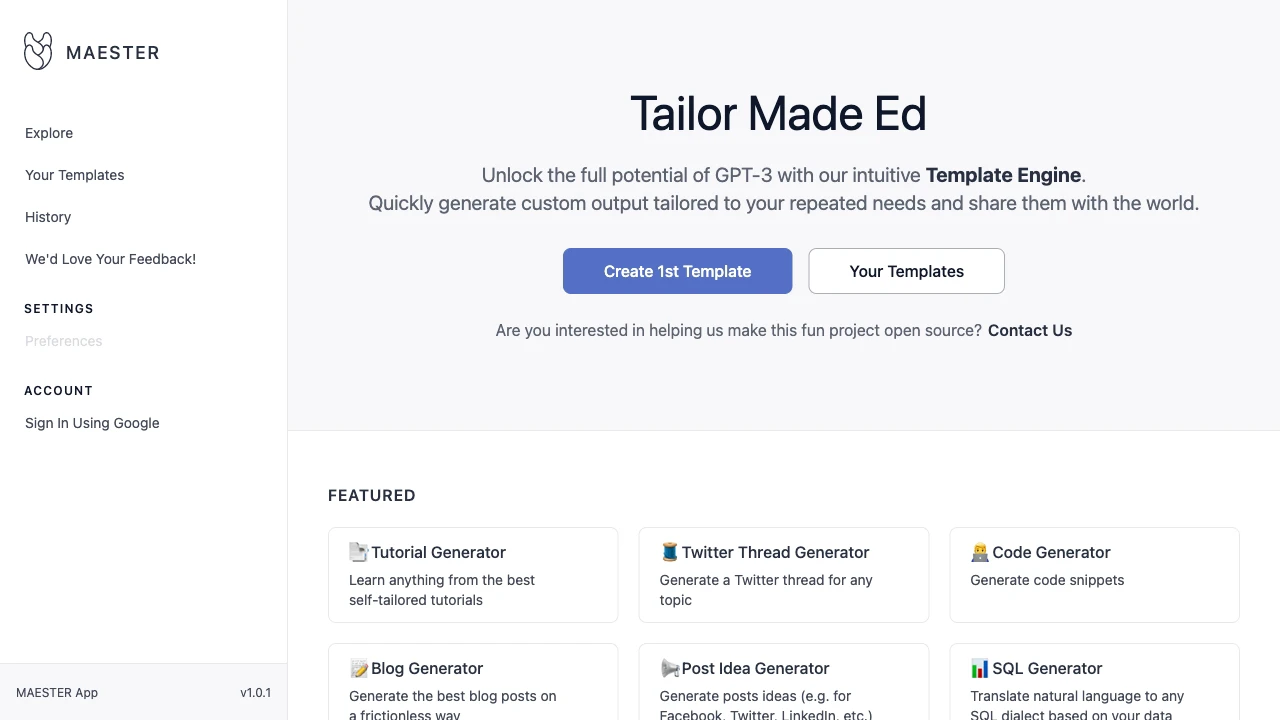 MAESTER
Explore
Your Templates
History
We'd Love Your Feedback!
SETTINGS
Preferences
ACCOUNT
Sign In Using Google
MAESTER App
v1.0.1
Tailor Made Ed
Unlock the full potential of GPT-3 with our intuitive Template Engine.
Quickly generate custom output tailored to your repeated needs and share them with the world.
Create 1st Template
Your Templates
Are you interested in helping us make this fun project open source? Contact Us
FEATURED
Tutorial Generator
Learn anything from the best
self-tailored tutorials
Twitter Thread Generator
Generate a Twitter thread for any
topic
Code Generator
Generate code snippets
Blog Generator
Generate the best blog posts on
a frictionless way
Post Idea Generator
Generate posts ideas (e.g. for
Facebook, Twitter, LinkedIn, etc.)
SQL Generator
Translate natural language to any
SQL dialect based on your data